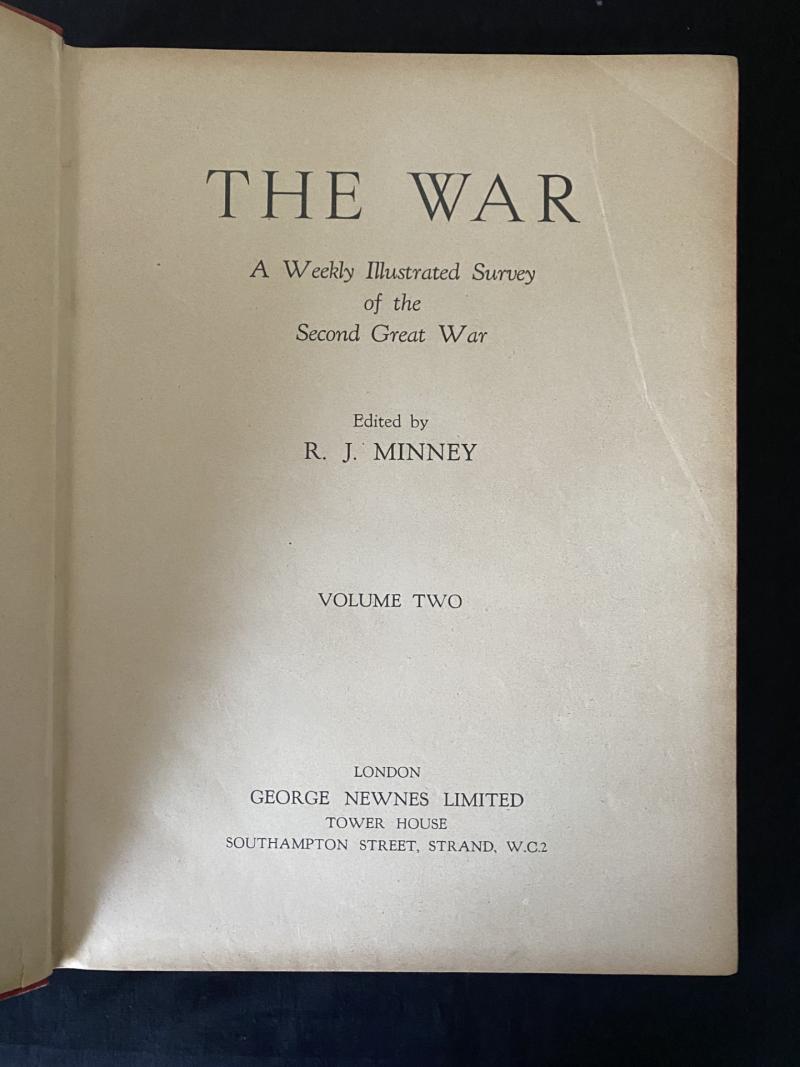 THE WAR
A Weekly Illustrated Survey
of the
Second Great War
Edited by
R. J. MINNEY
VOLUME TWO
LONDON
GEORGE NEWNES LIMITED
TOWER HOUSE
SOUTHAMPTON STREET, STRAND, W.C.2